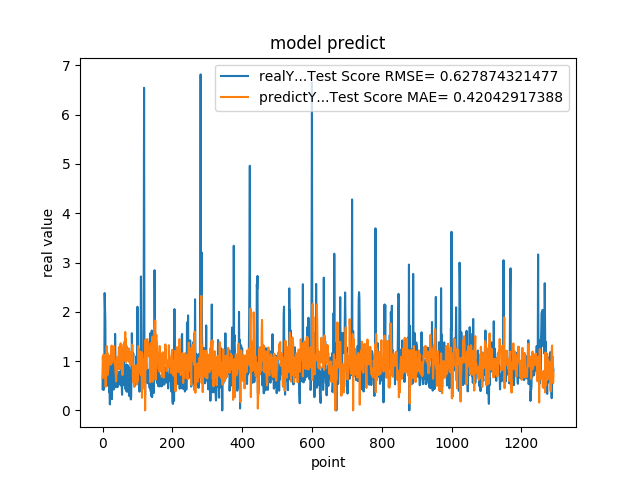 model predict
realY...Test Score RMSE= 0.627874321477
predictY...Test Score MAE= 0.42042917388
real value
7
6
5
4
3
2
1
0
0 200 400 600 800 1000 1200
point